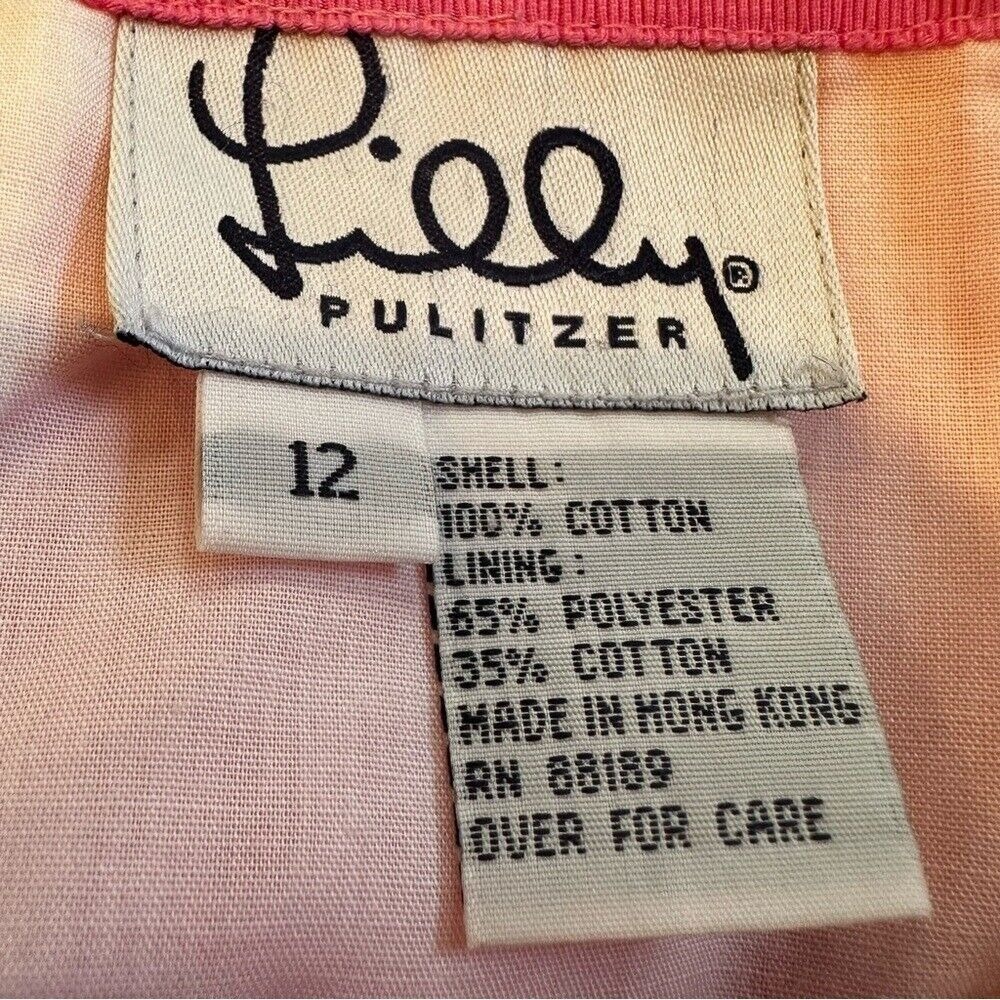 Lilly®
PULITZER
12
SHELL:
100% COTTON
LINING:
65% POLYESTER
35% COTTON
MADE IN HONG KONG
RN 88189
OVER FOR CARE